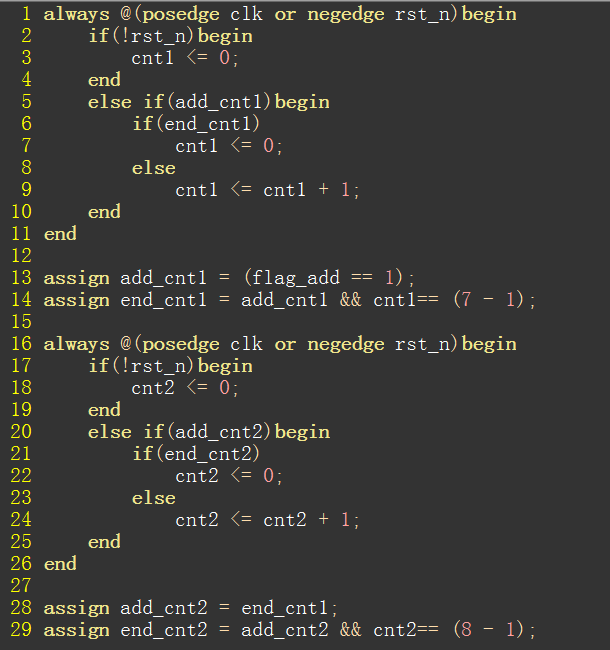 1 always @(posedge clk or negedge rst_n)begin
2     if(!rst_n)begin
3         cnt1 <= 0;
4     end
5     else if(add_cnt1)begin
6         if(end_cnt1)
7             cnt1 <= 0;
8         else
9             cnt1 <= cnt1 + 1;
10     end
11 end
12
13 assign add_cnt1 = (flag_add == 1);
14 assign end_cnt1 = add_cnt1 && cnt1== (7 - 1);
15
16 always @(posedge clk or negedge rst_n)begin
17     if(!rst_n)begin
18         cnt2 <= 0;
19     end
20     else if(add_cnt2)begin
21         if(end_cnt2)
22             cnt2 <= 0;
23         else
24             cnt2 <= cnt2 + 1;
25     end
26 end
27
28 assign add_cnt2 = end_cnt1;
29 assign end_cnt2 = add_cnt2 && cnt2== (8 - 1);